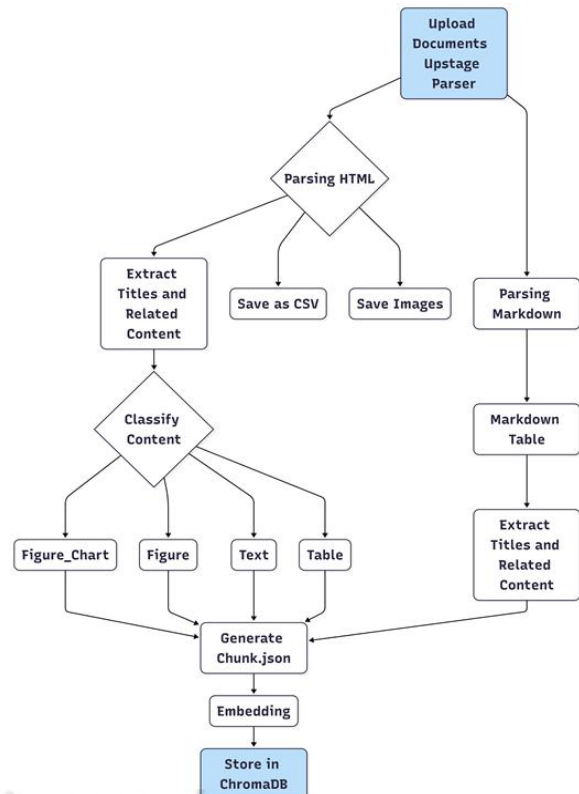 Upload
Documents
Upstage
Parser
Parsing HTML
Extract
Titles and
Related
Content
Save as CSV
Save Images
Parsing
Markdown
Classify
Content
Markdown
Table
Figure_Chart
Figure
Text
Table
Extract
Titles and
Related
Content
Generate
Chunk.json
Embedding
Store in
ChromaDB